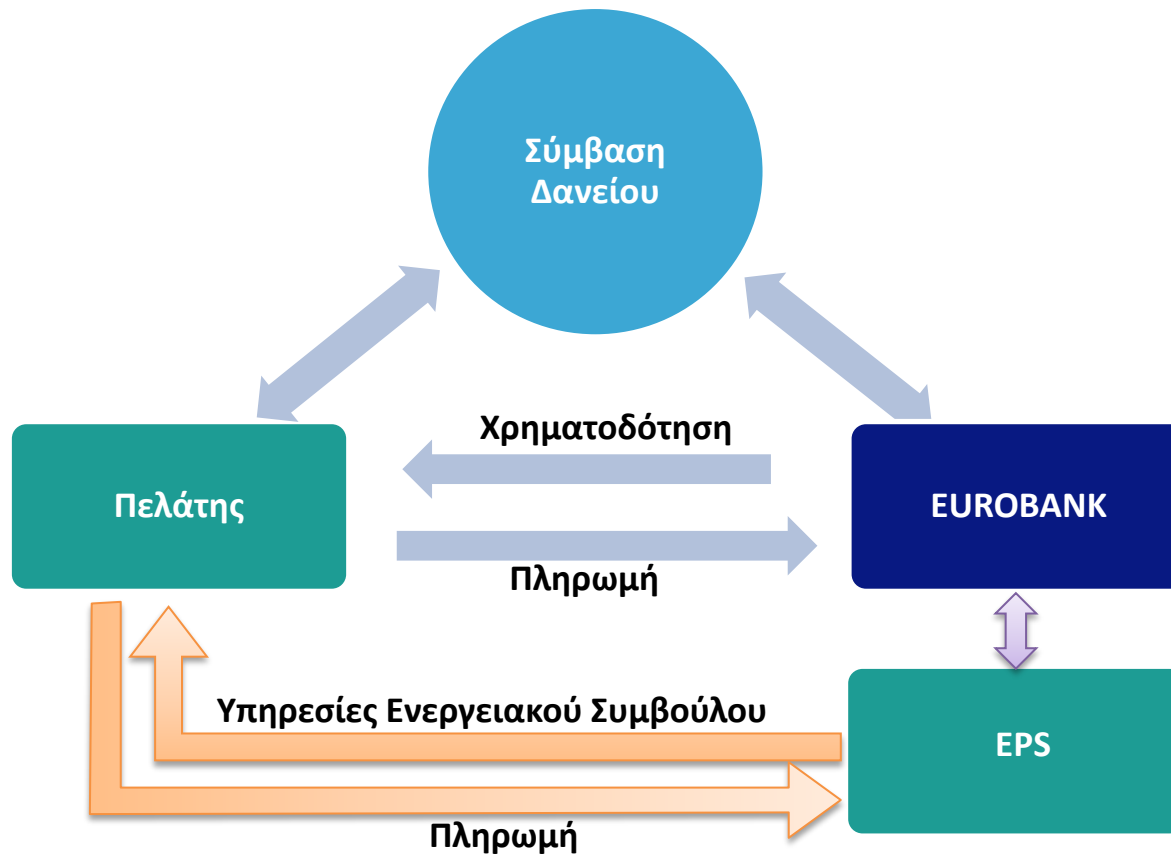 Σύμβαση
Δανείου
Χρηματοδότηση
Πελάτης
EUROBANK
Πληρωμή
Υπηρεσίες Ενεργειακού Συμβούλου
EPS
Πληρωμή